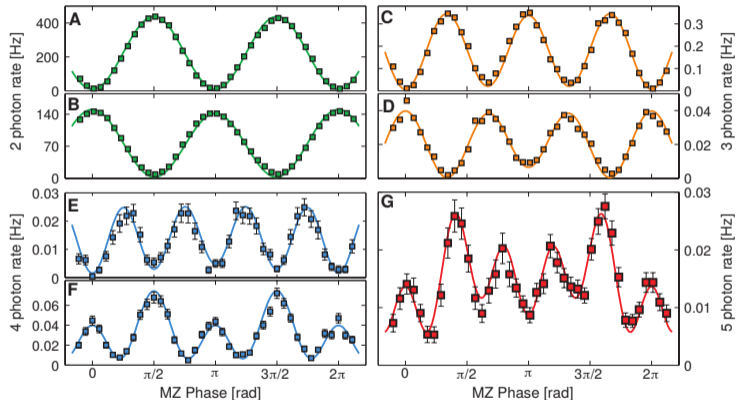 A
400
200
0
2 photon rate [Hz]
B
140
70
0
C
0.3
0.2
0.1
0
3 photon rate [Hz]
D
0.04
0.02
0
E
0.03
0.02
0.01
0
4 photon rate [Hz]
F
0.06
0.04
0.02
0
G
0.03
0.02
0.01
0
5 photon rate [Hz]
0 π/2 π 3π/2 2π
MZ Phase [rad]
0 π/2 π 3π/2 2π
MZ Phase [rad]